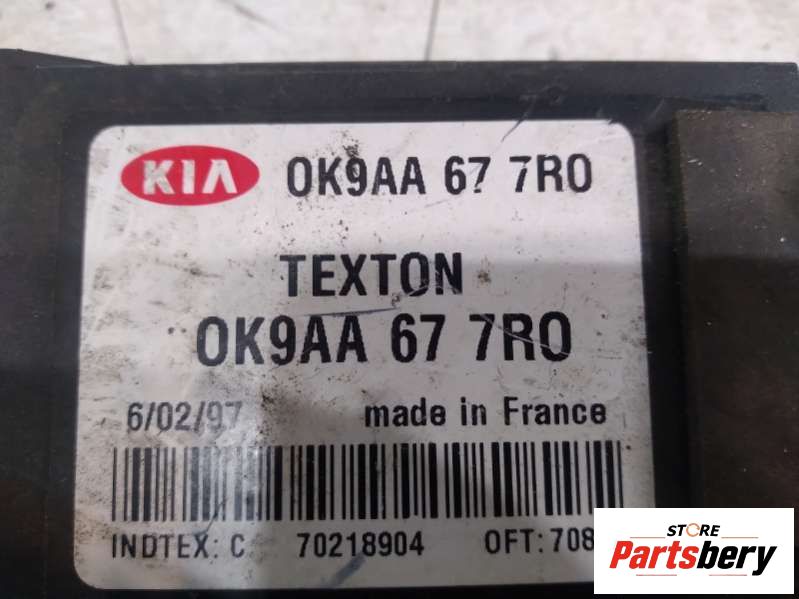 KIA OK9AA 67 7RO
TEXTON
OK9AA 67 7RO
6/02/97 made in France
INDTEX: C 70218904 OFT: 708
STORE
Partsbery